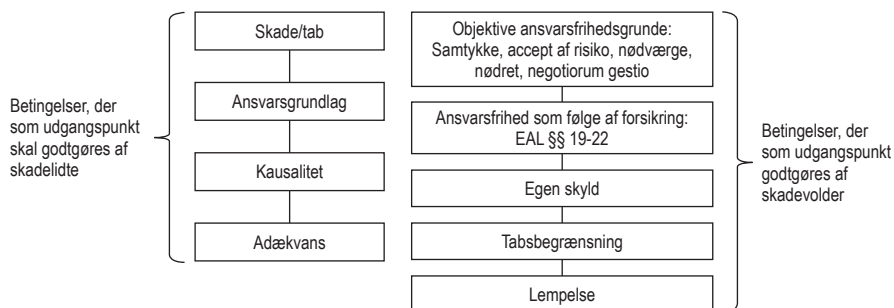 Betingelser, der
som udgangspunkt
skal godtgøres af
skadelidte
Skade/tab
Ansvarsgrundlag
Kausalitet
Adækvans
Objektive ansvarsfrihedsgrunde:
Samtykke, accept af risiko, nødværge,
nødret, negotiorum gestio
Ansvarsfrihed som følge af forsikring:
EAL §§ 19-22
Egen skyld
Tabsbegrænsning
Lempelse
Betingelser, der
som udgangspunkt
godtgøres af
skadevolder